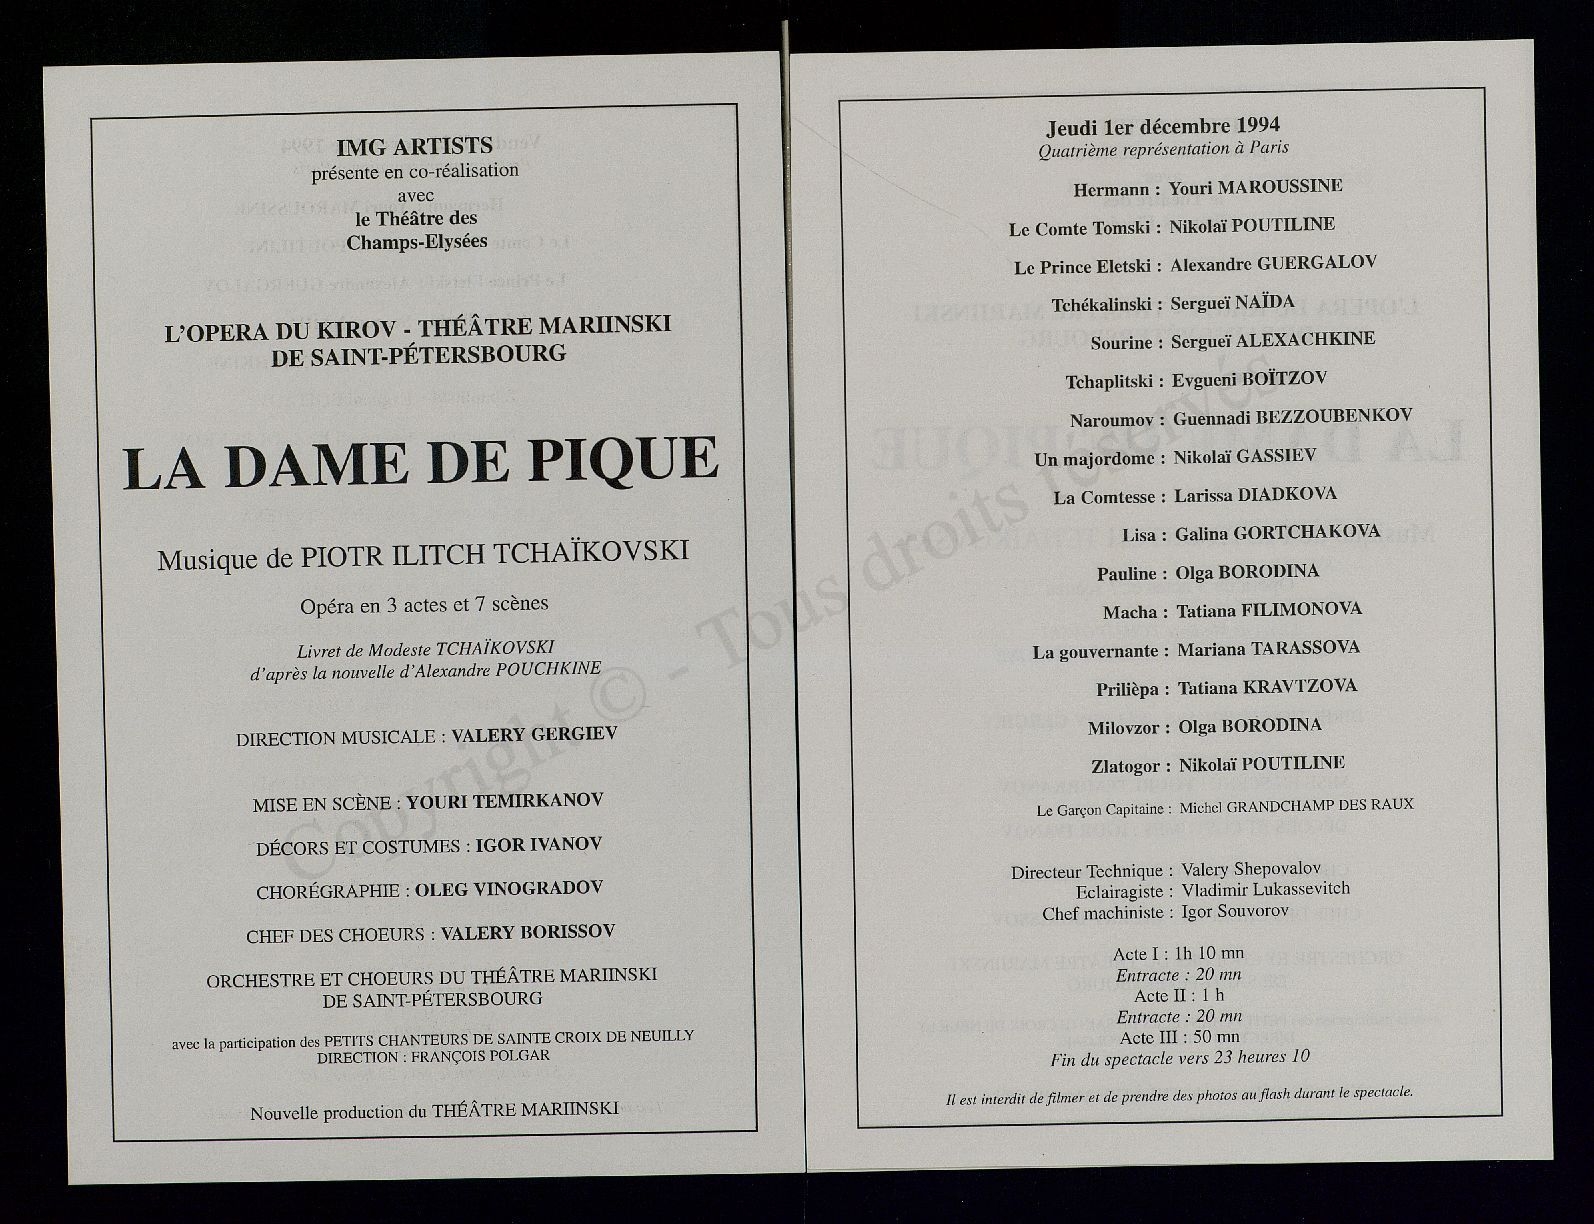 IMG ARTISTS
présente en co-réalisation
avec
le Théâtre des
Champs-Elysées
L'OPERA DU KIROV - THÉÂTRE MARIINSKI
DE SAINT-PÉTERSBOURG
LA DAME DE PIQUE
Musique de PIOTR ILITCH TCHAÏKOVSKI
Opéra en 3 actes et 7 scènes
Livret de Modeste TCHAÏKOVSKI
d'après la nouvelle d'Alexandre POUCHKINE
DIRECTION MUSICALE : VALERY GERGIEV
MISE EN SCÈNE : YOURI TEMIRKANOV
DÉCORS ET COSTUMES : IGOR IVANOV
CHORÉGRAPHIE : OLEG VINOGRADOV
CHEF DES CHOEURS : VALERY BORISSOV
ORCHESTRE ET CHOEURS DU THÉÂTRE MARIINSKI
DE SAINT-PÉTERSBOURG
avec la participation des PETITS CHANTEURS DE SAINTE CROIX DE NEUILLY
DIRECTION : FRANÇOIS POLGAR
Nouvelle production du THÉÂTRE MARIINSKI
Jeudi 1er décembre 1994
Quatrième représentation à Paris
Hermann : Youri MAROUSSINE
Le Comte Tomski : Nikolaï POUTILINE
Le Prince Eletski : Alexandre GUERGALOV
Tchékalinski : Sergueï NAÏDA
Sourine : Sergueï ALEXACHKINE
Tchaplitski : Evgueni BOÏTZOV
Naroumov : Guennadi BEZZOUBENKOV
Un majordome : Nikolaï GASSIEV
La Comtesse : Larissa DIADKOVA
Lisa : Galina GORTCHAKOVA
Pauline : Olga BORODINA
Macha : Tatiana FILIMONOVA
La gouvernante : Mariana TARASSOVA
Prilièpa : Tatiana KRAVTZOVA
Milovzor : Olga BORODINA
Zlatogor : Nikolaï POUTILINE
Le Garçon Capitaine : Michel GRANDCHAMP DES RAUX
Directeur Technique : Valery Shepovalov
Eclairagiste : Vladimir Lukassevitch
Chef machiniste : Igor Souvorov
Acte I : 1h 10 mn
Entracte : 20 mn
Acte II : 1 h
Entracte : 20 mn
Acte III : 50 mn
Fin du spectacle vers 23 heures 10
Il est interdit de filmer et de prendre des photos au flash durant le spectacle.
Copyright © - Tous droits réservés